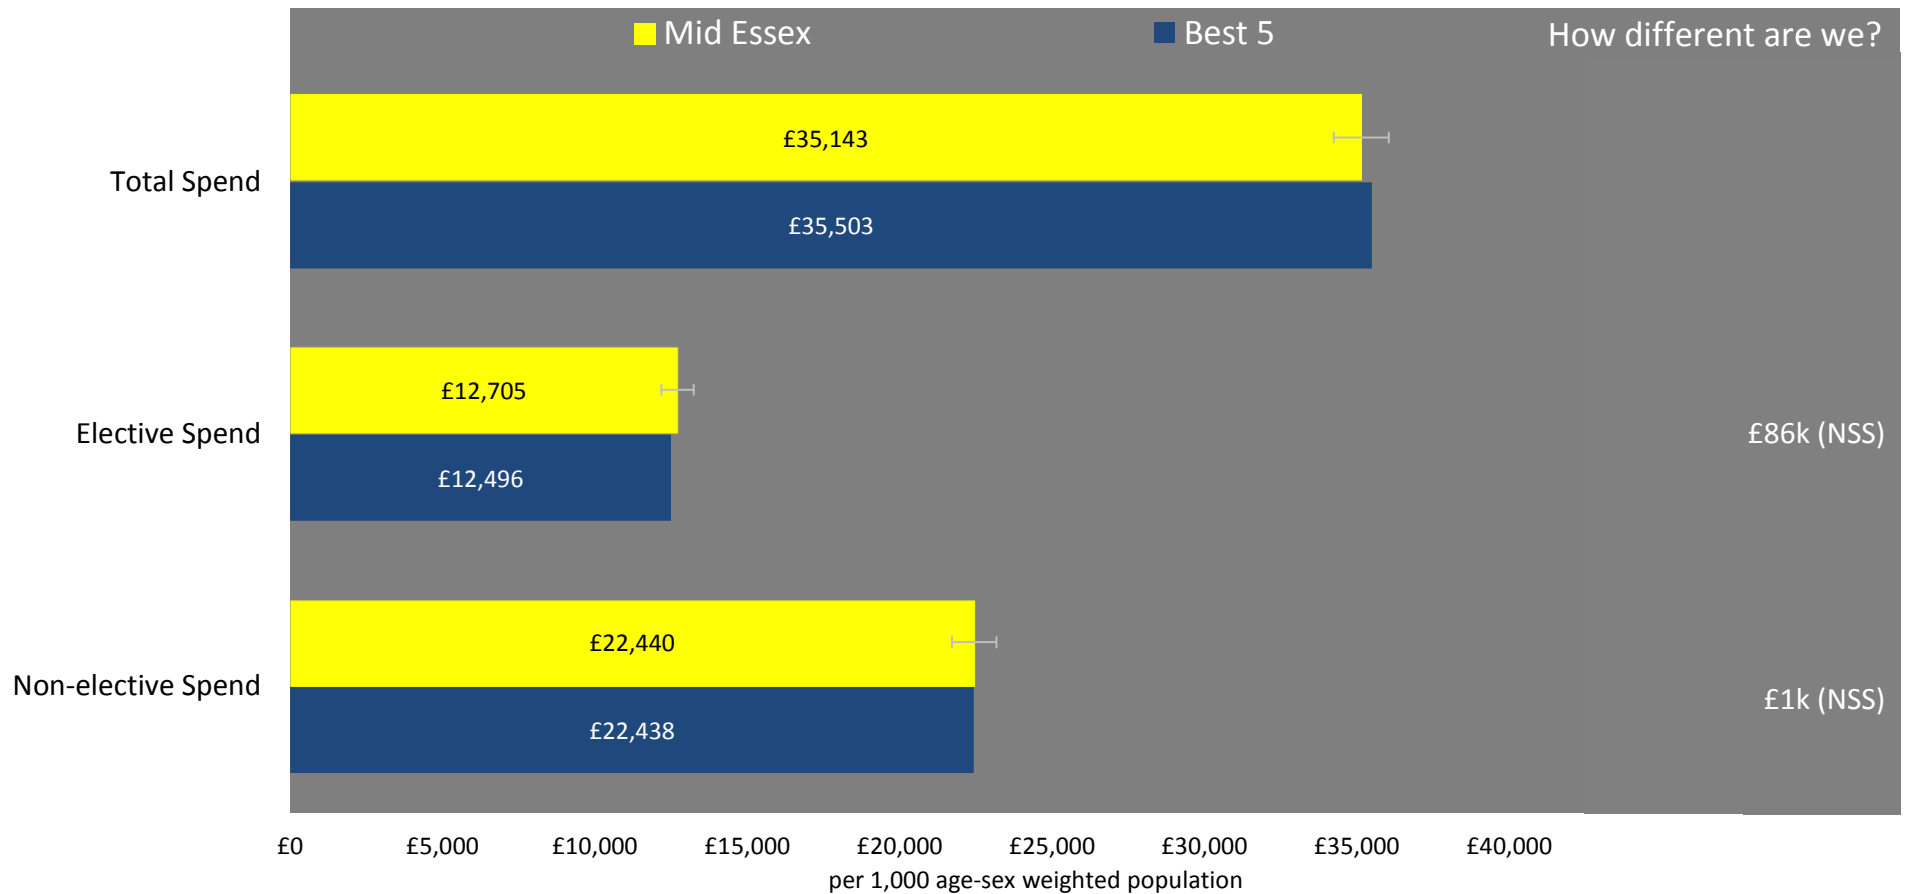 Mid Essex
Best 5
How different are we?
Total Spend
£35,143
£35,503
Elective Spend
£12,705
£12,496
£86k (NSS)
Non-elective Spend
£22,440
£22,438
£1k (NSS)
£0 £5,000 £10,000 £15,000 £20,000 £25,000 £30,000 £35,000 £40,000
per 1,000 age-sex weighted population